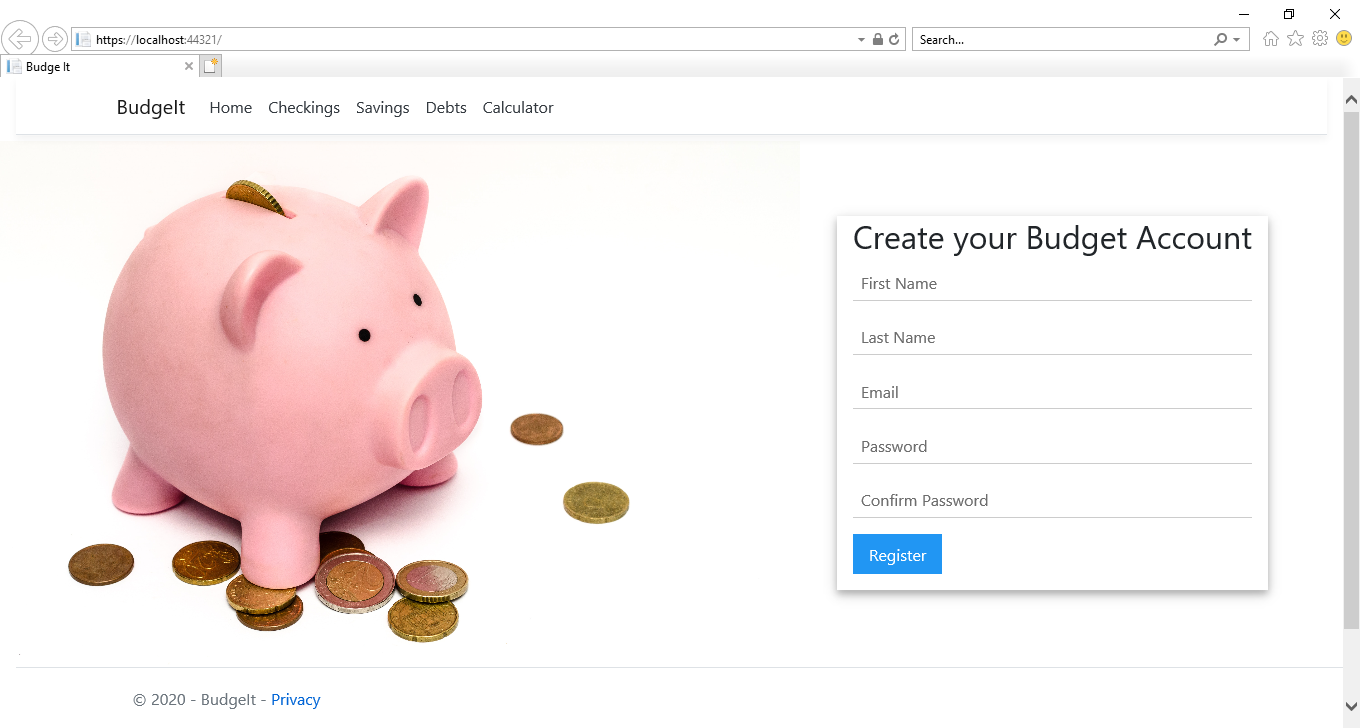 https://localhost:44321/
Search...
Budge It
BudgeIt Home Checkings Savings Debts Calculator
Create your Budget Account
First Name
Last Name
Email
Password
Confirm Password
Register
© 2020 - BudgeIt - Privacy